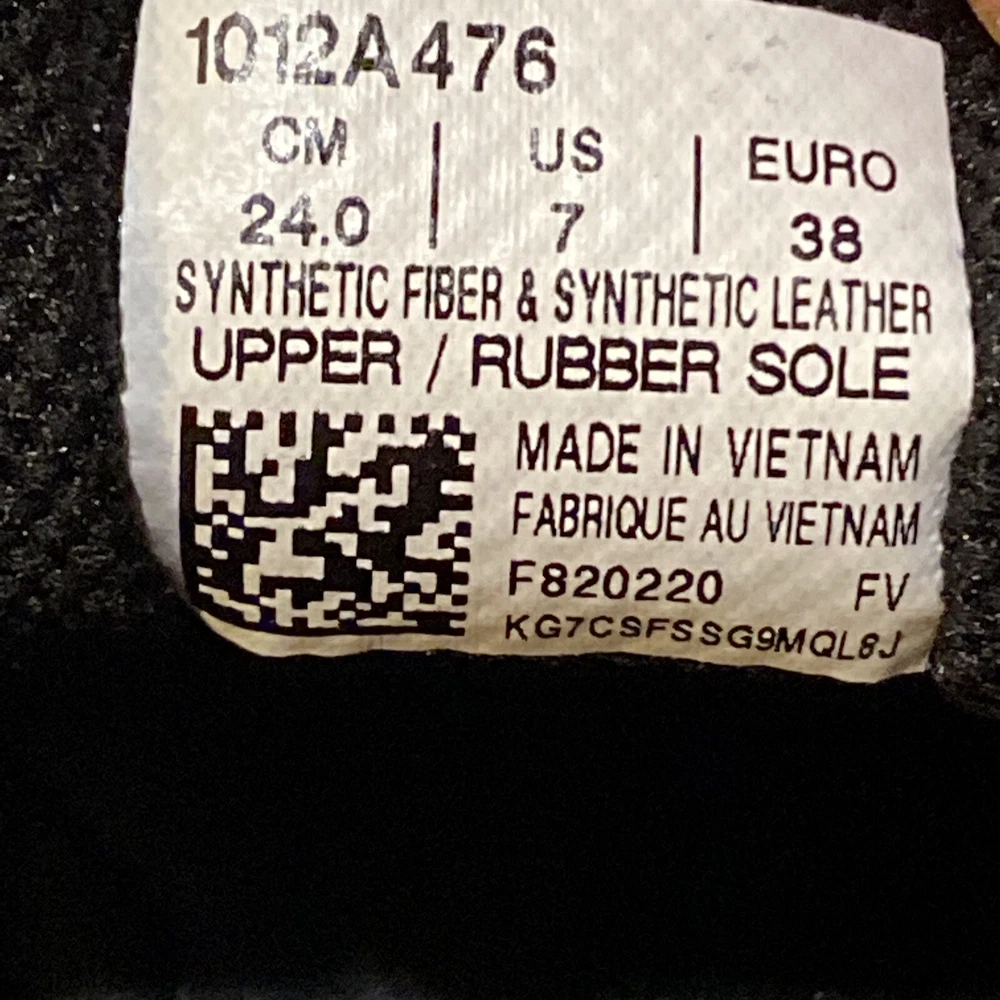 1012A476
CM | US | EURO
24.0 | 7 | 38
SYNTHETIC FIBER & SYNTHETIC LEATHER
UPPER / RUBBER SOLE
MADE IN VIETNAM
FABRIQUE AU VIETNAM
F820220 FV
KG7CSFSSG9MQL8J